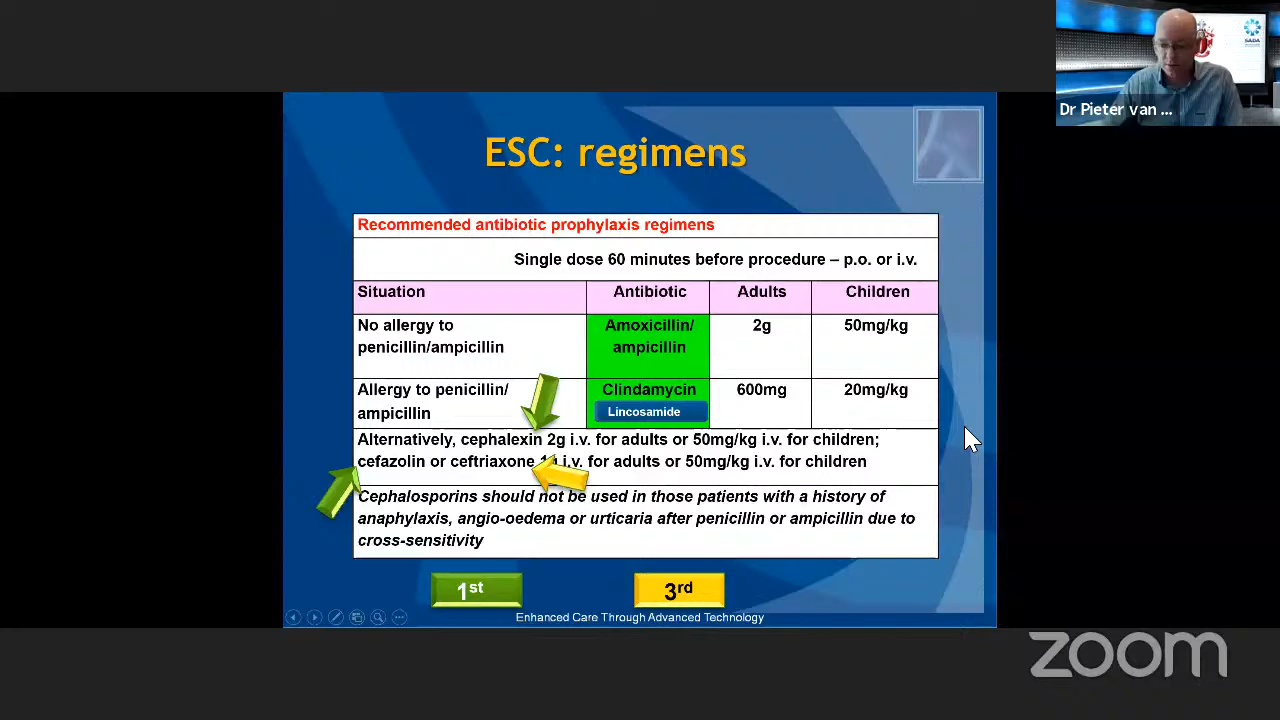 SADA
Dr Pieter van ...
ESC: regimens
Recommended antibiotic prophylaxis regimens
Single dose 60 minutes before procedure – p.o. or i.v.
Situation Antibiotic Adults Children
No allergy to penicillin/ampicillin Amoxicillin/ ampicillin 2g 50mg/kg
Allergy to penicillin/ ampicillin Clindamycin 600mg 20mg/kg
Lincosamide
Alternatively, cephalexin 2g i.v. for adults or 50mg/kg i.v. for children;
cefazolin or ceftriaxone i.v. for adults or 50mg/kg i.v. for children
Cephalosporins should not be used in those patients with a history of
anaphylaxis, angio-oedema or urticaria after penicillin or ampicillin due to
cross-sensitivity
1st 3rd
Enhanced Care Through Advanced Technology
zoom